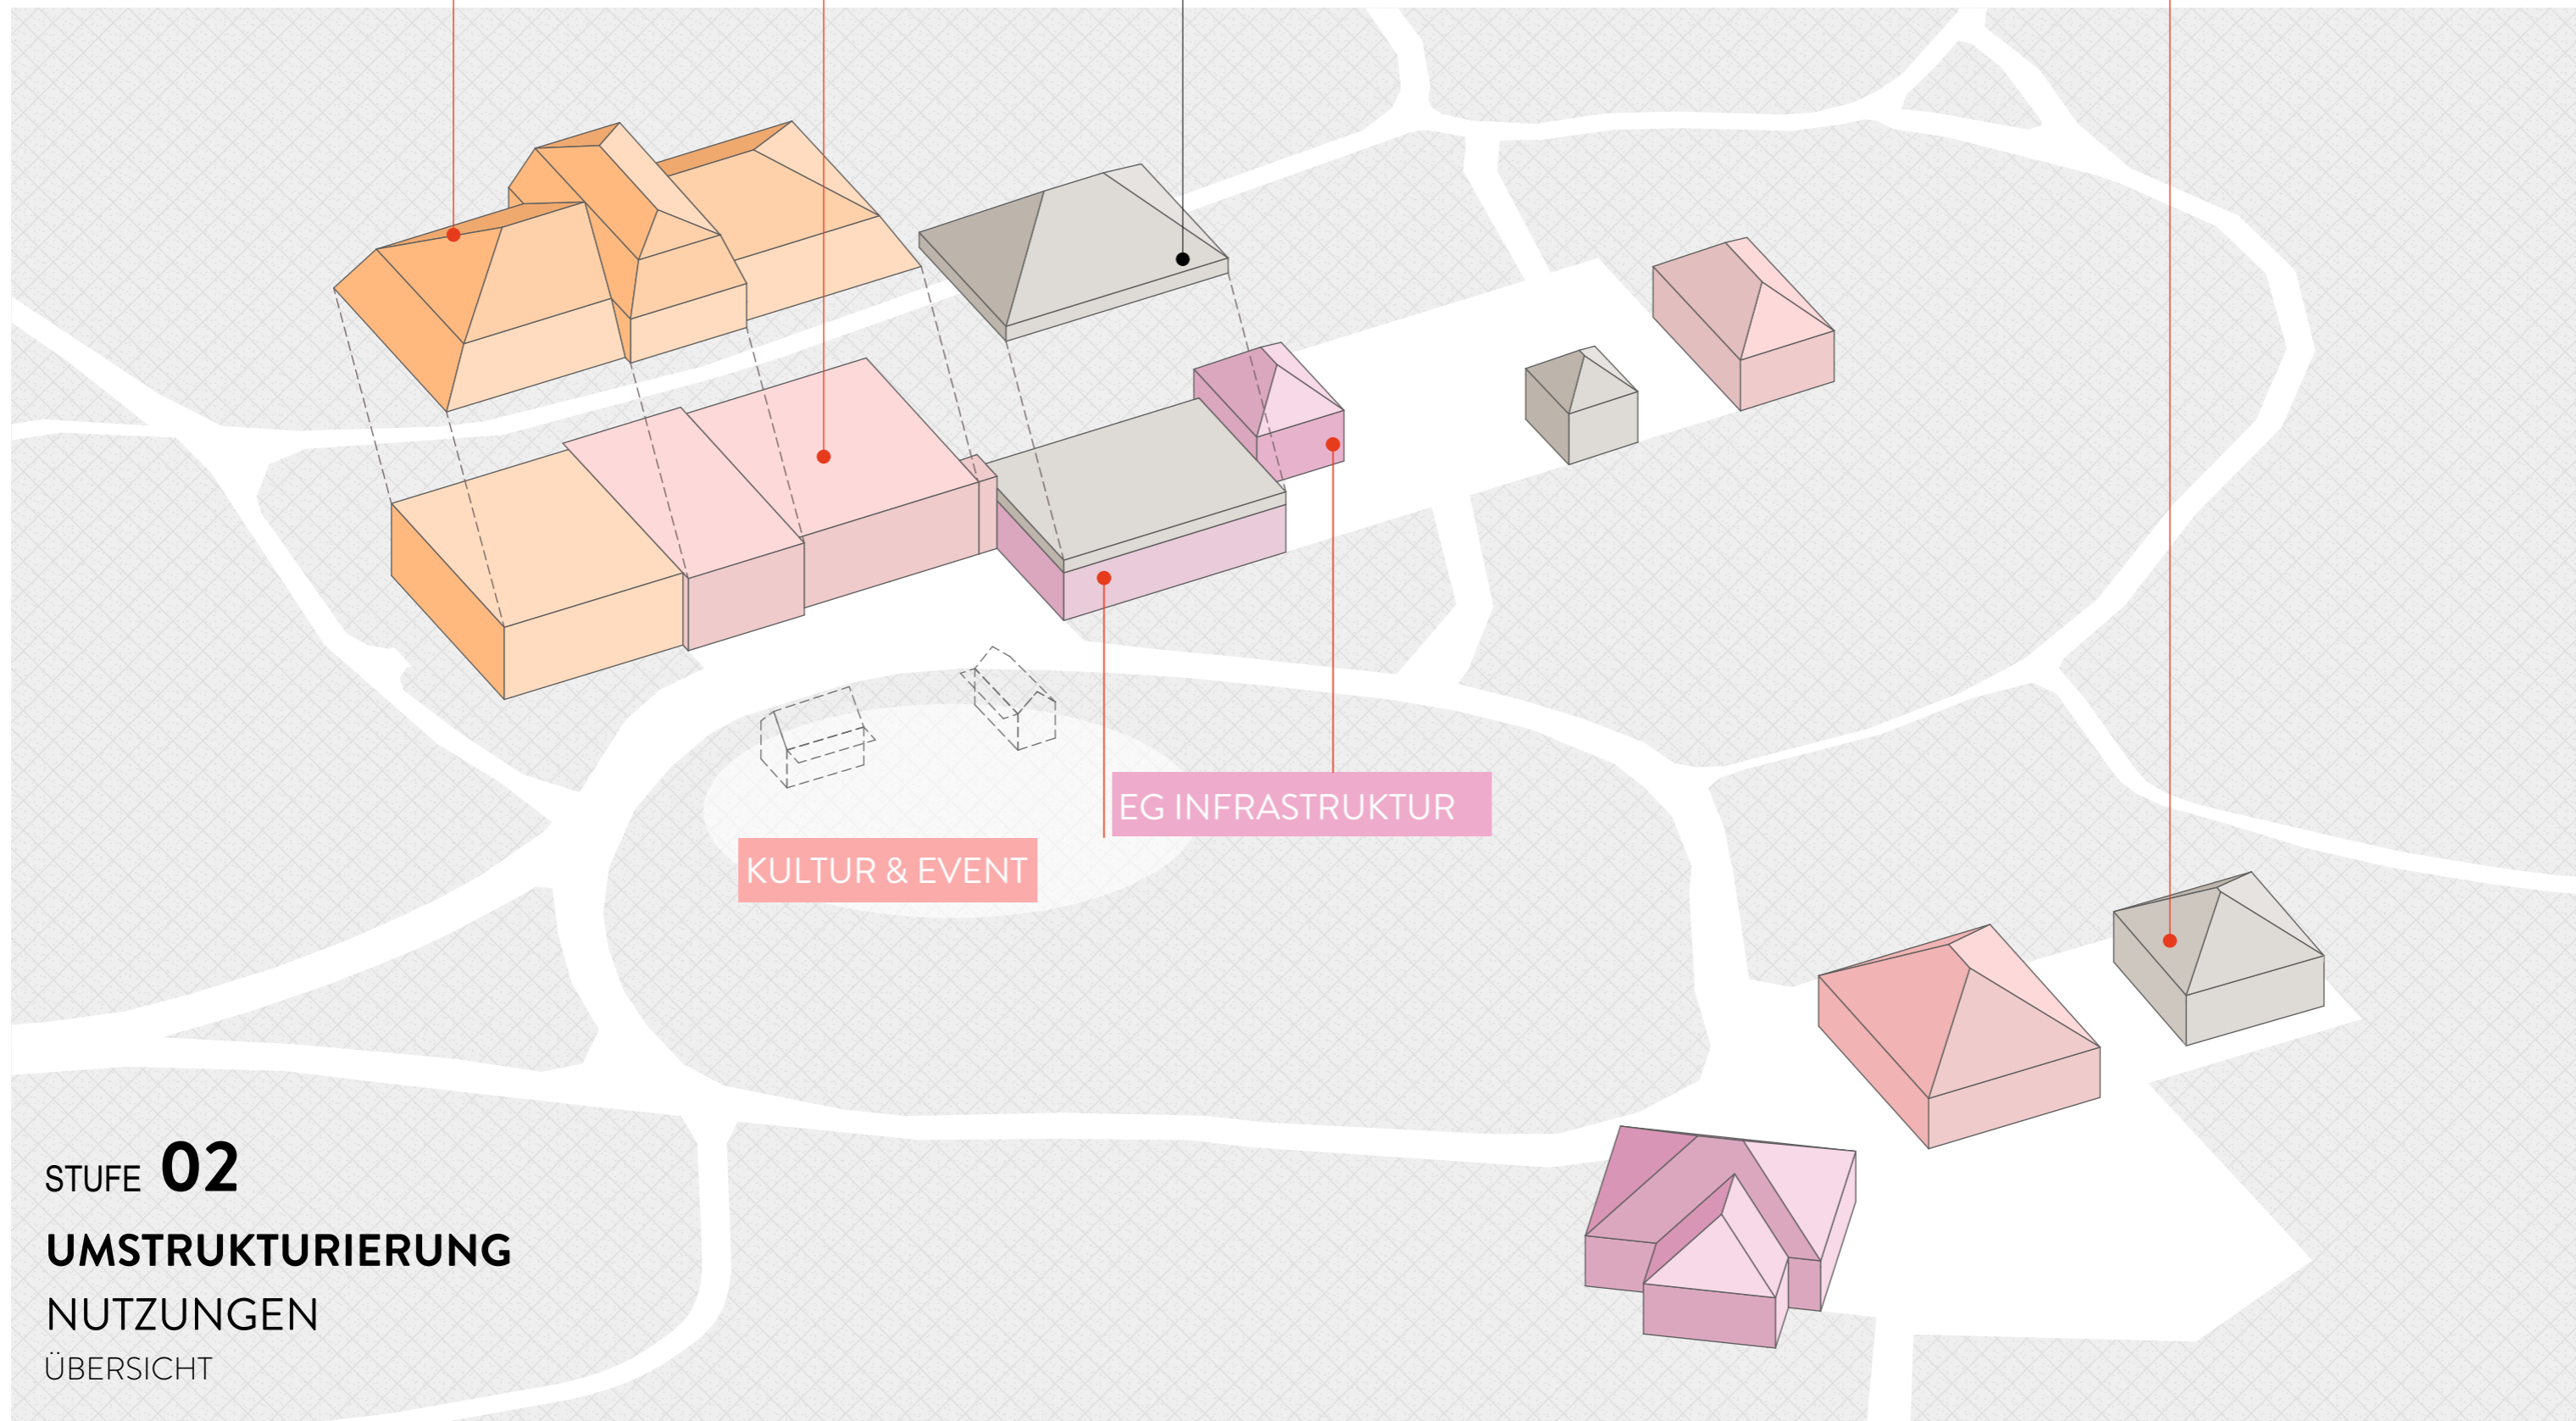 EG INFRASTRUKTUR
KULTUR & EVENT
STUFE 02
UMSTRUKTURIERUNG
NUTZUNGEN
ÜBERSICHT